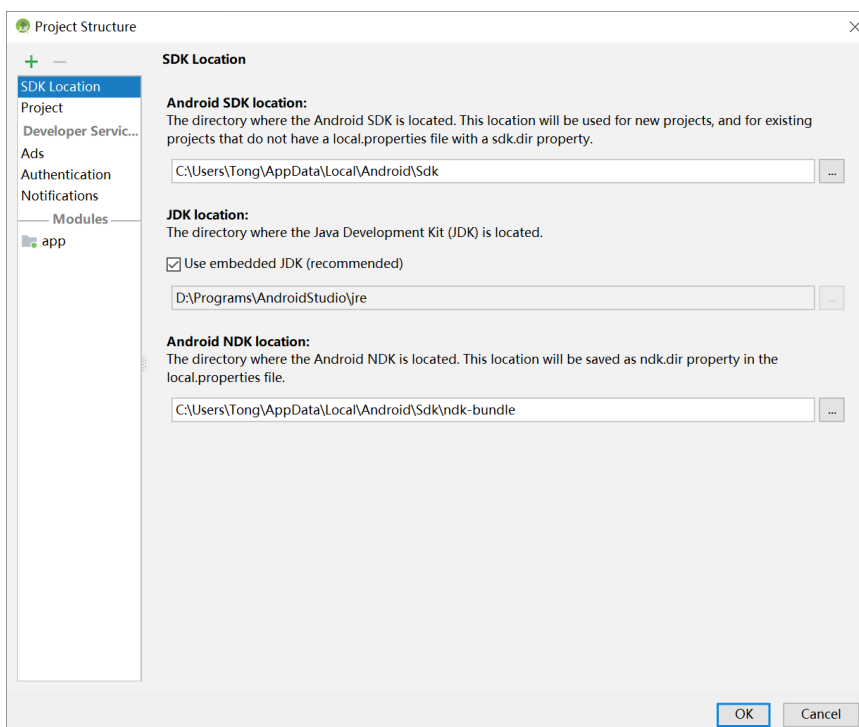 Project Structure
SDK Location
Project
Developer Servic...
Ads
Authentication
Notifications
Modules
app
SDK Location
Android SDK location:
The directory where the Android SDK is located. This location will be used for new projects, and for existing
projects that do not have a local.properties file with a sdk.dir property.
C:\Users\Tong\AppData\Local\Android\Sdk
...
JDK location:
The directory where the Java Development Kit (JDK) is located.
Use embedded JDK (recommended)
D:\Programs\AndroidStudio\jre
...
Android NDK location:
The directory where the Android NDK is located. This location will be saved as ndk.dir property in the
local.properties file.
C:\Users\Tong\AppData\Local\Android\Sdk\ndk-bundle
...
OK
Cancel